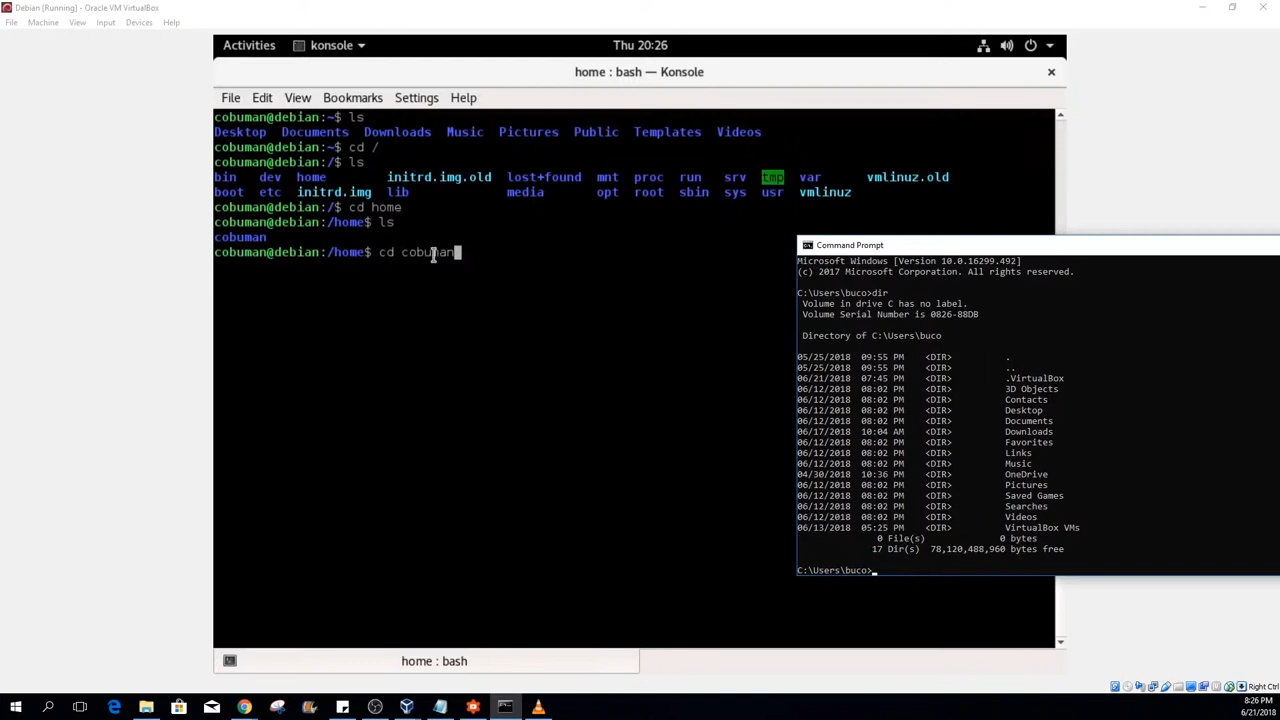 Debian [Running] - Oracle VM VirtualBox
File Machine View Input Devices Help
Activities konsole Thu 20:26
home : bash — Konsole
File Edit View Bookmarks Settings Help
cobuman@debian:~$ ls
Desktop Documents Downloads Music Pictures Public Templates Videos
cobuman@debian:~$ cd /
cobuman@debian:/$ ls
bin dev home initrd.img.old lost+found mnt proc run srv tmp var vmlinuz.old
boot etc initrd.img lib media opt root sbin sys usr vmlinuz
cobuman@debian:/$ cd home
cobuman@debian:/home$ ls
cobuman
cobuman@debian:/home$ cd cobuman
Command Prompt
Microsoft Windows [Version 10.0.16299.492]
(c) 2017 Microsoft Corporation. All rights reserved.
C:\Users\buco>dir
Volume in drive C has no label.
Volume Serial Number is 0826-88DB
Directory of C:\Users\buco
05/25/2018 09:55 PM <DIR> .
05/25/2018 09:55 PM <DIR> ..
06/21/2018 07:45 PM <DIR> .VirtualBox
06/12/2018 08:02 PM <DIR> 3D Objects
06/12/2018 08:02 PM <DIR> Contacts
06/12/2018 08:02 PM <DIR> Desktop
06/12/2018 08:02 PM <DIR> Documents
06/17/2018 10:04 AM <DIR> Downloads
06/12/2018 08:02 PM <DIR> Favorites
06/12/2018 08:02 PM <DIR> Links
06/12/2018 08:02 PM <DIR> Music
04/30/2018 10:36 PM <DIR> OneDrive
06/12/2018 08:02 PM <DIR> Pictures
06/12/2018 08:02 PM <DIR> Saved Games
06/12/2018 08:02 PM <DIR> Searches
06/12/2018 08:02 PM <DIR> Videos
06/13/2018 05:25 PM <DIR> VirtualBox VMs
0 File(s) 0 bytes
17 Dir(s) 78,120,488,960 bytes free
C:\Users\buco>
home : bash
Right Ctrl
8:26 PM
6/21/2018